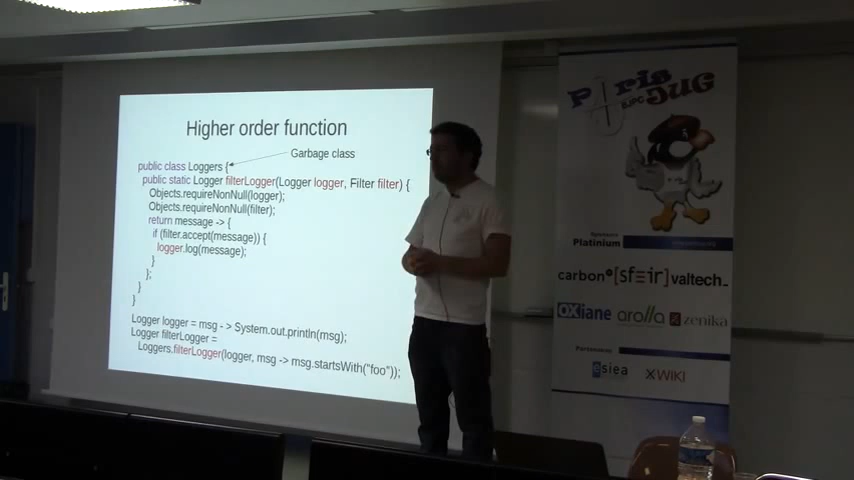 Higher order function
Garbage class
public class Loggers {
public static Logger filterLogger(Logger logger, Filter filter) {
Objects.requireNonNull(logger);
Objects.requireNonNull(filter);
return message -> {
if (filter.accept(message)) {
logger.log(message);
}
};
}
}
Logger logger = msg - > System.out.println(msg);
Logger filterLogger =
Loggers.filterLogger(logger, msg -> msg.startsWith("foo"));
Paris
JUG
Sponsors
Platinium
carbon [sfeir] valtech_
OXiane arolla zenika
Partenaires
esiea XWIKI